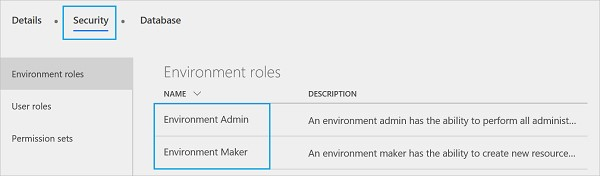 Details • Security • Database
Environment roles
User roles
Permission sets
Environment roles
NAME DESCRIPTION
Environment Admin An environment admin has the ability to perform all administ...
Environment Maker An environment maker has the ability to create new resource...